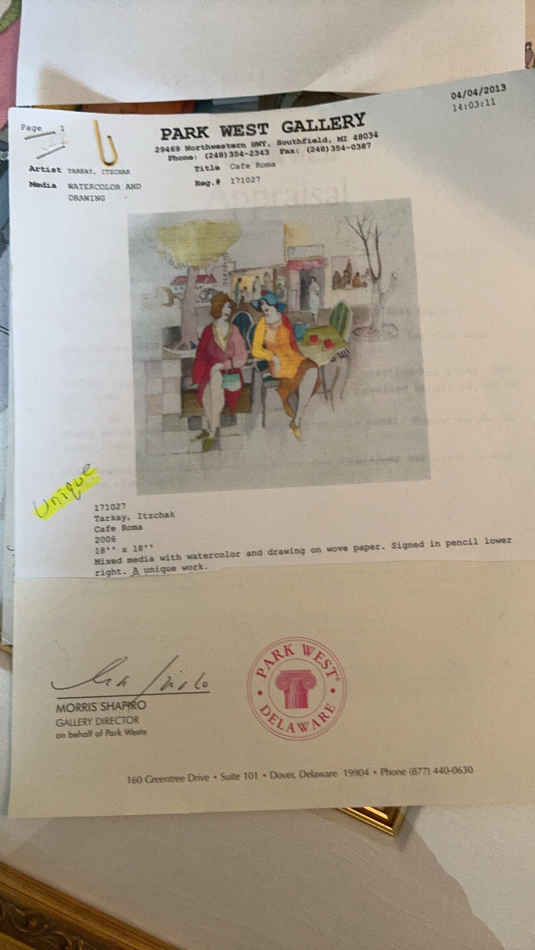 04/04/2013
14:03:11
Page 1
PARK WEST GALLERY
29469 Northwestern HWY, Southfield, MI 48034
Phone: (248)354-2343 Fax: (248)354-0387
Artist TARKAY, ITZCHAK
Title Cafe Roma
Media WATERCOLOR AND
DRAWING
Reg.# 171027
Appraisal
Unique
171027
Tarkay, Itzchak
Cafe Roma
2006
18'' x 18''
Mixed media with watercolor and drawing on wove paper. Signed in pencil lower
right. A unique work.
MORRIS SHAPIRO
GALLERY DIRECTOR
on behalf of Park West®
PARK WEST®
DELAWARE
160 Greentree Drive • Suite 101 • Dover, Delaware 19904 • Phone (877) 440-0630